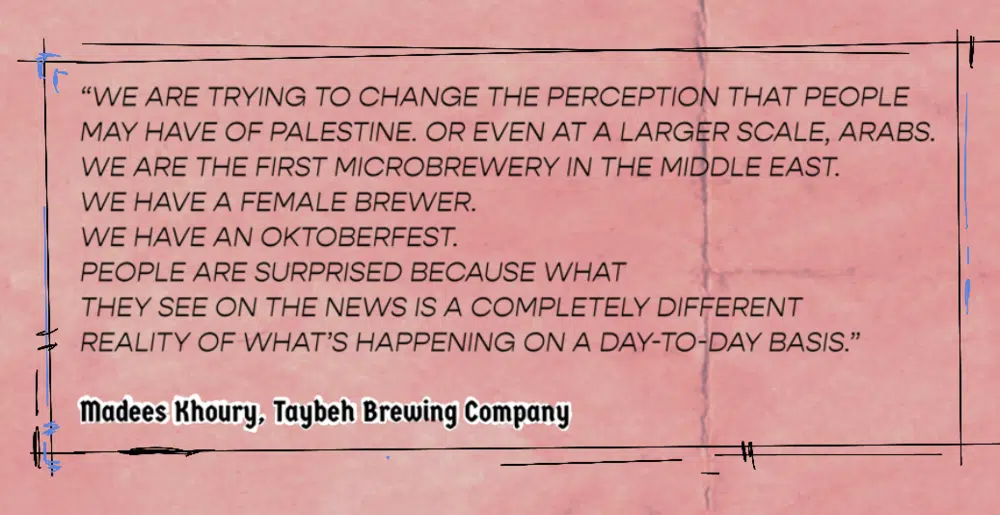 “WE ARE TRYING TO CHANGE THE PERCEPTION THAT PEOPLE
MAY HAVE OF PALESTINE. OR EVEN AT A LARGER SCALE, ARABS.
WE ARE THE FIRST MICROBREWERY IN THE MIDDLE EAST.
WE HAVE A FEMALE BREWER.
WE HAVE AN OKTOBERFEST.
PEOPLE ARE SURPRISED BECAUSE WHAT
THEY SEE ON THE NEWS IS A COMPLETELY DIFFERENT
REALITY OF WHAT’S HAPPENING ON A DAY-TO-DAY BASIS.”
Madees Khoury, Taybeh Brewing Company